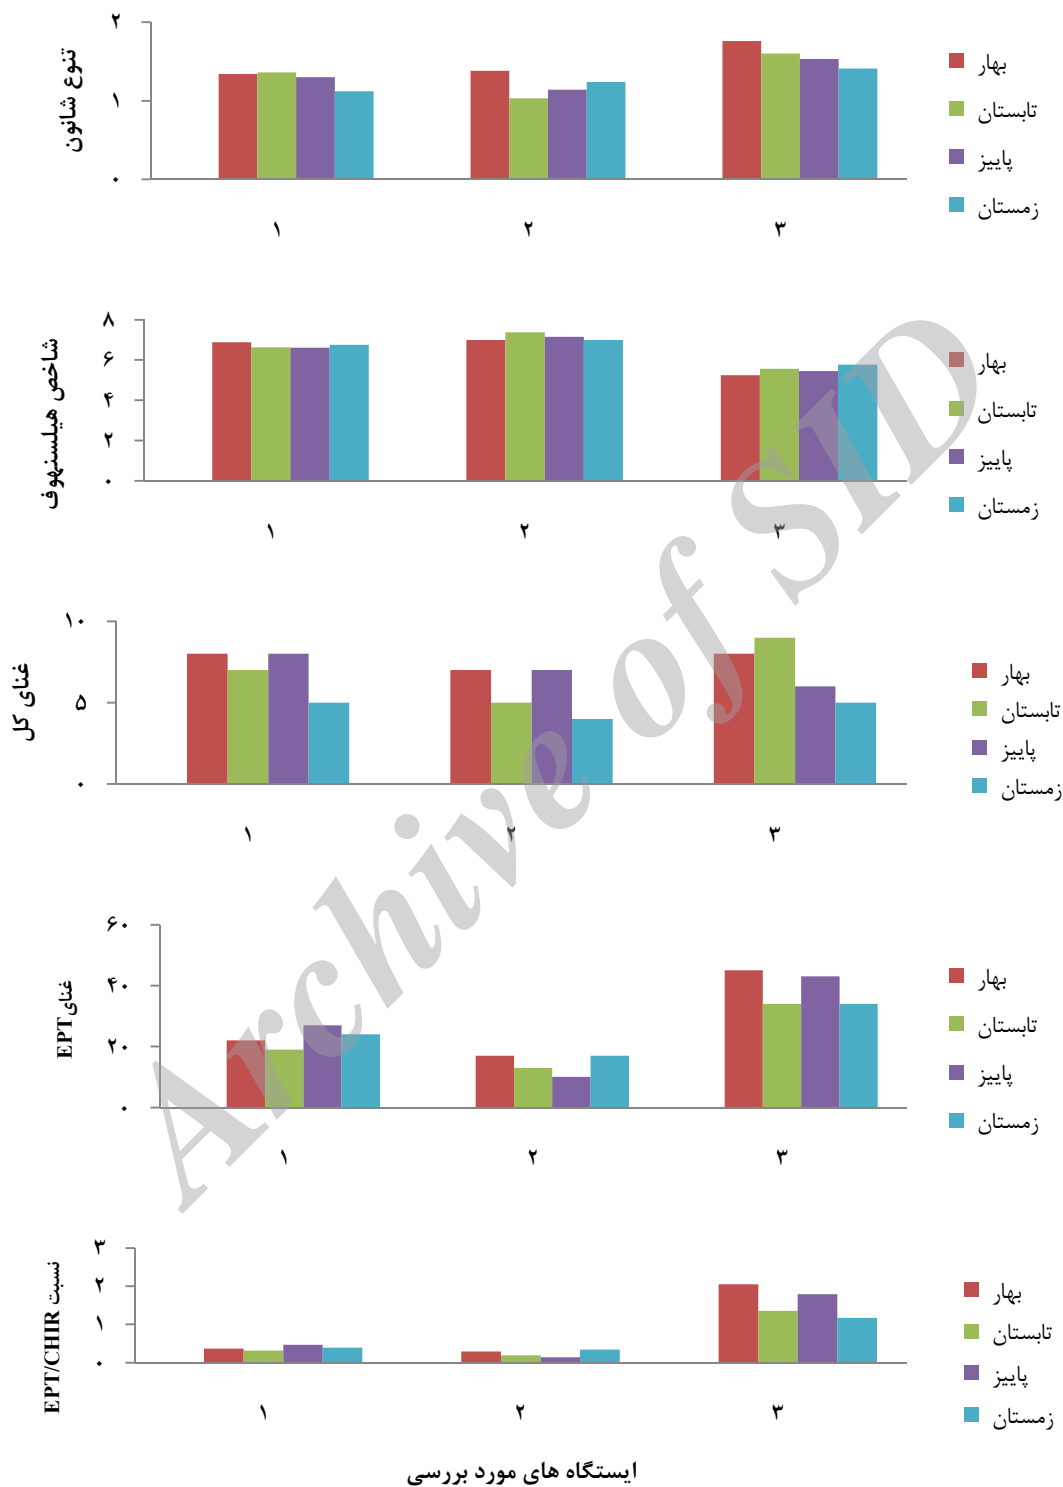 تنوع شانون
۲
۱
۰
۱
۲
۳
بهار
تابستان
پاییز
زمستان
شاخص هیلسنهوف
۸
۶
۴
۲
۰
۱
۲
۳
بهار
تابستان
پاییز
زمستان
غنای کل
۱۰
۵
۰
۱
۲
۳
بهار
تابستان
پاییز
زمستان
غنای EPT
۶۰
۴۰
۲۰
۰
۱
۲
۳
بهار
تابستان
پاییز
زمستان
نسبت EPT/CHIR
۳
۲
۱
۰
۱
۲
۳
بهار
تابستان
پاییز
زمستان
ایستگاه های مورد بررسی
Archive of SID